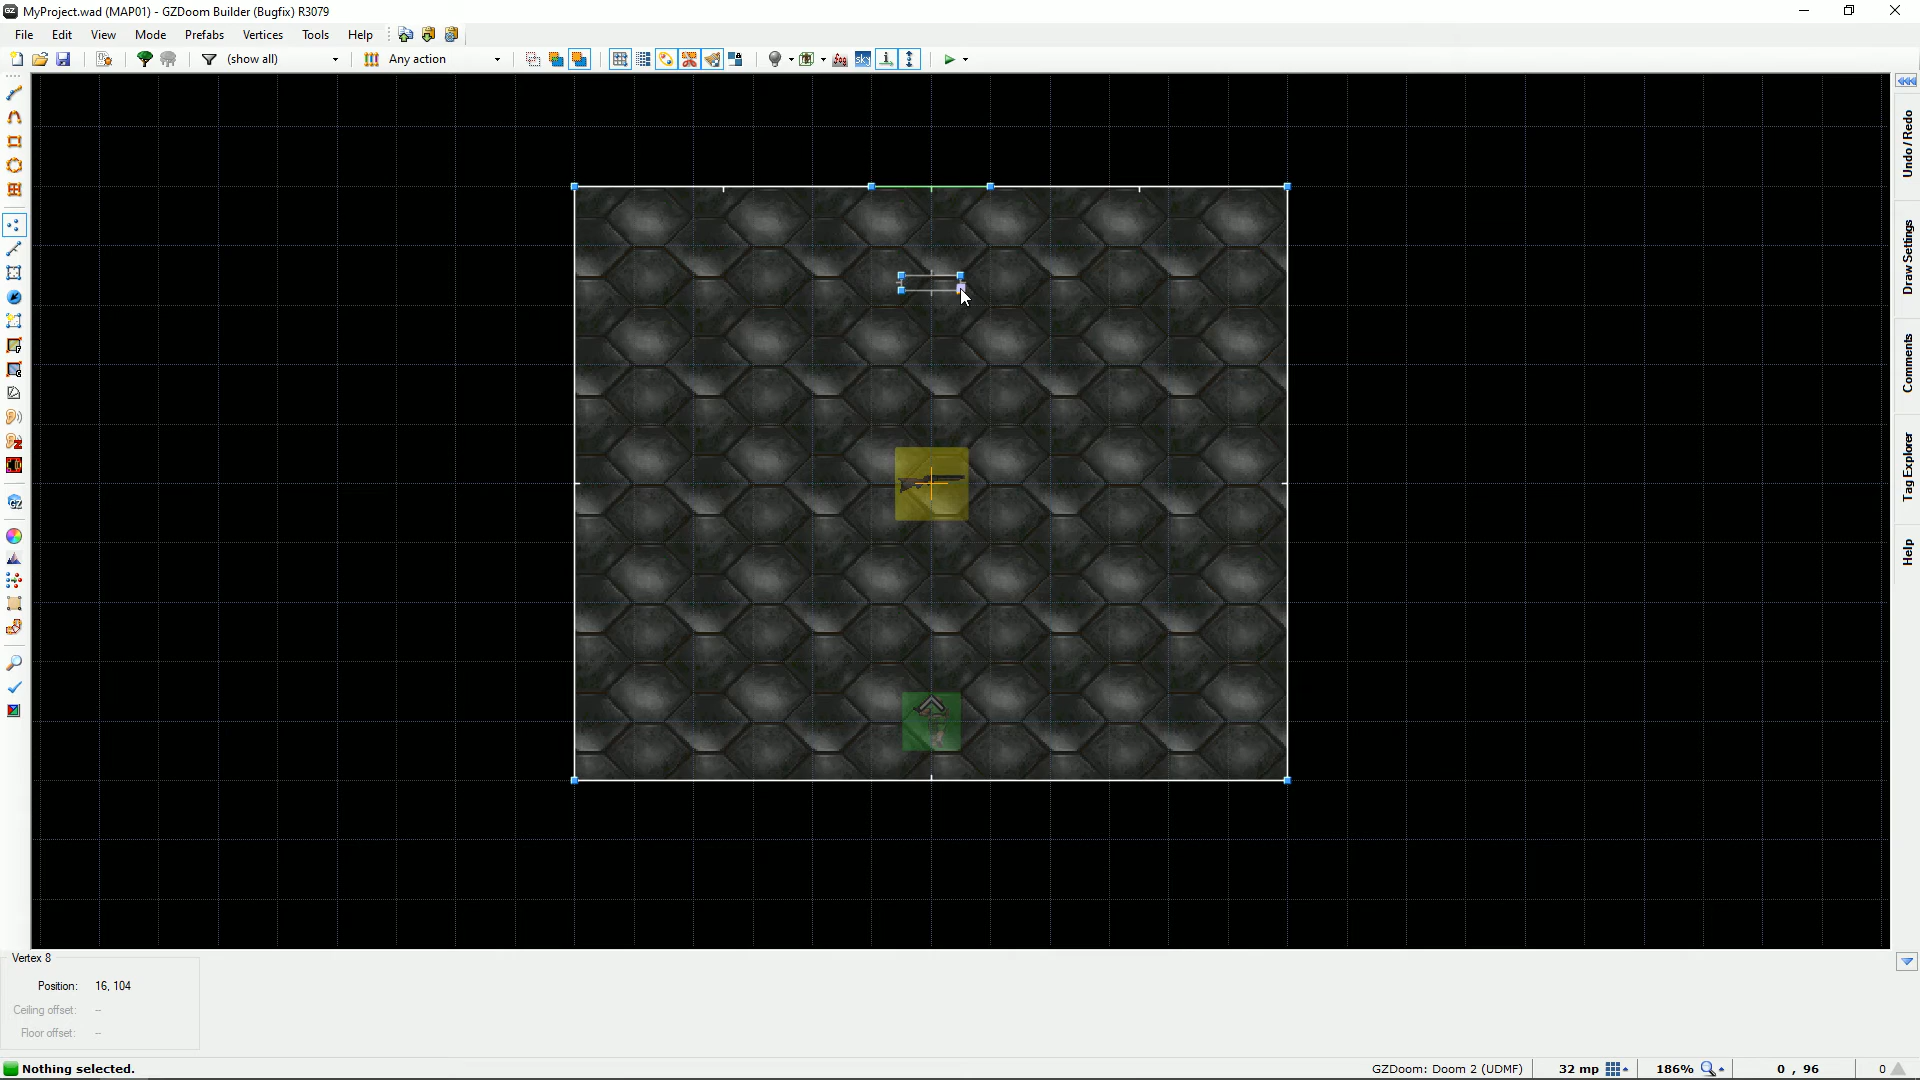 MyProject.wad (MAP01) - GZDoom Builder (Bugfix) R3079
File Edit View Mode Prefabs Vertices Tools Help
(show all) Any action
Undo / Redo
Draw Settings
Comments
Tag Explorer
Help
Vertex 8
Position: 16, 104
Ceiling offset: --
Floor offset: --
Nothing selected. GZDoom: Doom 2 (UDMF) 32 mp 186% 0 , 96 0